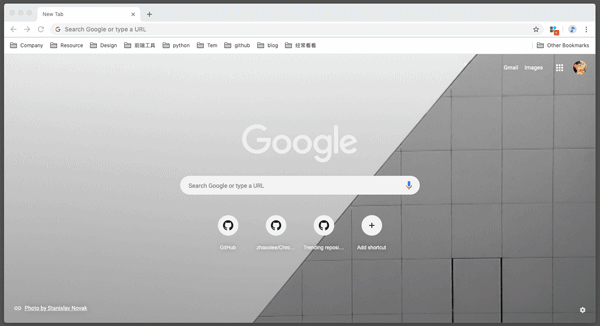 New Tab
Search Google or type a URL
Company Resource Design 前端工具 python Tem github blog 经常看看 Other Bookmarks
Gmail Images
Google
Search Google or type a URL
GitHub zhaoolee/Chro... Trending reposi... Add shortcut
Photo by Stanislav Novak